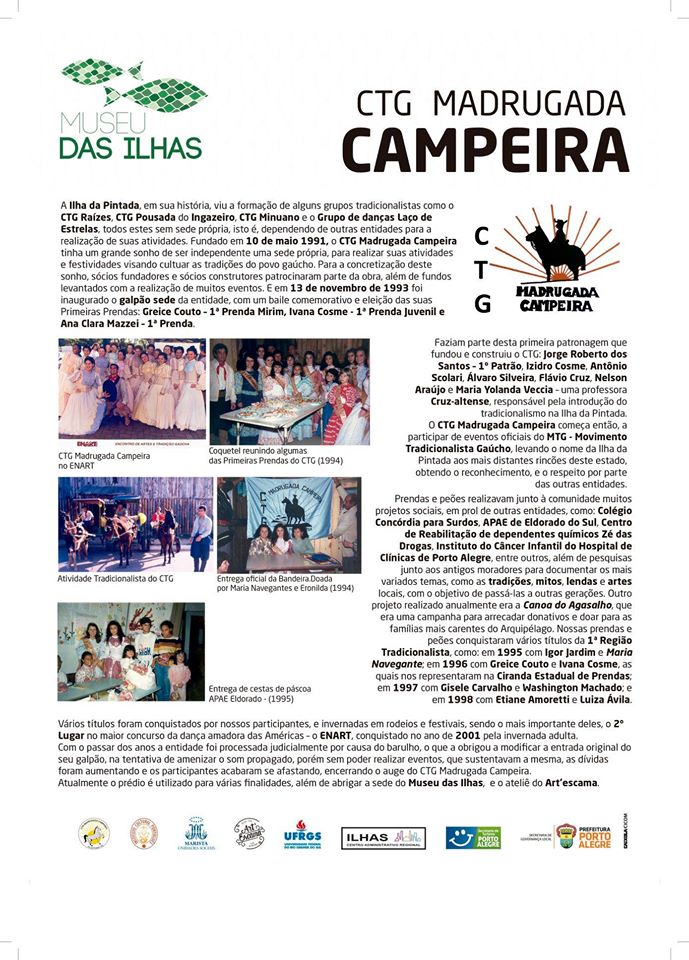 MUSEU
DAS ILHAS
CTG MADRUGADA
CAMPEIRA
A Ilha da Pintada, em sua história, viu a formação de alguns grupos tradicionalistas como o
CTG Raízes, CTG Pousada do Ingazeiro, CTG Minuano e o Grupo de danças Laço de
Estrelas, todos estes sem sede própria, isto é, dependendo de outras entidades para a
realização de suas atividades. Fundado em 10 de maio 1991, o CTG Madrugada Campeira
tinha um grande sonho de ser independente uma sede própria, para realizar suas atividades
e festividades visando cultuar as tradições do povo gaúcho. Para a concretização deste
sonho, sócios fundadores e sócios construtores patrocinaram parte da obra, além de fundos
levantados com a realização de muitos eventos. E em 13 de novembro de 1993 foi
inaugurado o galpão sede da entidade, com um baile comemorativo e eleição das suas
Primeiras Prendas: Greice Couto – 1ª Prenda Mirim, Ivana Cosme - 1ª Prenda Juvenil e
Ana Clara Mazzei – 1ª Prenda.
C
T
G
MADRUGADA
CAMPEIRA
Faziam parte desta primeira patronagem que
fundou e construiu o CTG: Jorge Roberto dos
Santos – 1º Patrão, Izidro Cosme, Antônio
Scolari, Álvaro Silveira, Flávio Cruz, Nelson
Araújo e Maria Yolanda Veccia – uma professora
Cruz-altense, responsável pela introdução do
tradicionalismo na Ilha da Pintada.
O CTG Madrugada Campeira começa então, a
participar de eventos oficiais do MTG - Movimento
Tradicionalista Gaúcho, levando o nome da Ilha da
Pintada aos mais distantes rincões deste estado,
obtendo o reconhecimento, e o respeito por parte
das outras entidades.
ENART
ENCONTRO DE ARTES E TRADIÇÃO GAÚCHA
CTG Madrugada Campeira
no ENART
Coquetel reunindo algumas
das Primeiras Prendas do CTG (1994)
Atividade Tradicionalista do CTG
CTG MADRUGADA CAMPEIRA
Entrega oficial da Bandeira.Doada
por Maria Navegantes e Eronilda (1994)
Entrega de cestas de páscoa
APAE Eldorado - (1995)
Prendas e peões realizavam junto à comunidade muitos
projetos sociais, em prol de outras entidades, como: Colégio
Concórdia para Surdos, APAE de Eldorado do Sul, Centro
de Reabilitação de dependentes químicos Zé das
Drogas, Instituto do Câncer Infantil do Hospital de
Clínicas de Porto Alegre, entre outros, além de pesquisas
junto aos antigos moradores para documentar os mais
variados temas, como as tradições, mitos, lendas e artes
locais, com o objetivo de passá-las a outras gerações. Outro
projeto realizado anualmente era a Canoa do Agasalho, que
era uma campanha para arrecadar donativos e doar para as
famílias mais carentes do Arquipélago. Nossas prendas e
peões conquistaram vários títulos da 1ª Região
Tradicionalista, como: em 1995 com Igor Jardim e Maria
Navegante; em 1996 com Greice Couto e Ivana Cosme, as
quais nos representaram na Ciranda Estadual de Prendas;
em 1997 com Gisele Carvalho e Washington Machado; e
em 1998 com Etiane Amoretti e Luiza Ávila.
Vários títulos foram conquistados por nossos participantes, e invernadas em rodeios e festivais, sendo o mais importante deles, o 2º
Lugar no maior concurso da dança amadora das Américas – o ENART, conquistado no ano de 2001 pela invernada adulta.
Com o passar dos anos a entidade foi processada judicialmente por causa do barulho, o que a obrigou a modificar a entrada original do
seu galpão, na tentativa de amenizar o som propagado, porém sem poder realizar eventos, que sustentavam a mesma, as dívidas
foram aumentando e os participantes acabaram se afastando, encerrando o auge do CTG Madrugada Campeira.
Atualmente o prédio é utilizado para várias finalidades, além de abrigar a sede do Museu das Ilhas, e o ateliê do Art'escama.
MARISTA
UNIDADES SOCIAIS
Art Escama
UFRGS
UNIVERSIDADE FEDERAL
DO RIO GRANDE DO SUL
ILHAS
CENTRO ADMINISTRATIVO REGIONAL
Secretaria de
Turismo
PORTO
ALEGRE
SECRETARIA DE
GOVERNANÇA LOCAL
PREFEITURA
PORTO
ALEGRE